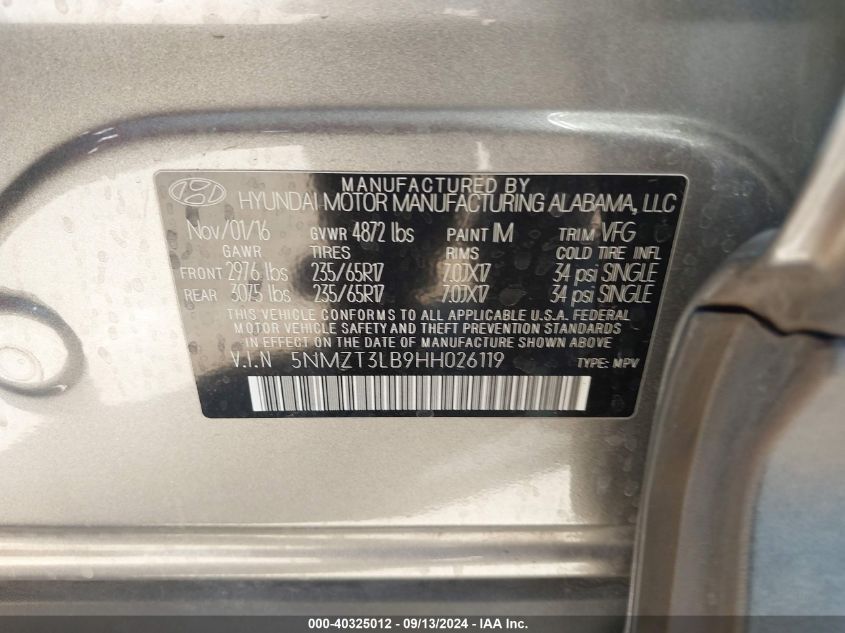 MANUFACTURED BY
HYUNDAI MOTOR MANUFACTURING ALABAMA, LLC
Nov/01/16 GVWR 4872 lbs PAINT IM TRIM VFG
GAWR TIRES RIMS COLD TIRE INFL
FRONT 2976 lbs 235/65R17 7.0JX17 34 psi SINGLE
REAR 3075 lbs 235/65R17 7.0JX17 34 psi SINGLE
THIS VEHICLE CONFORMS TO ALL APPLICABLE U.S.A. FEDERAL
MOTOR VEHICLE SAFETY, BUMPER, AND THEFT PREVENTION STANDARDS
IN EFFECT ON THE DATE OF MANUFACTURE SHOWN ABOVE.
V.I.N 5NMZT3LB9HH026119 TYPE: MPV
000-40325012 - 09/13/2024 - IAA Inc.